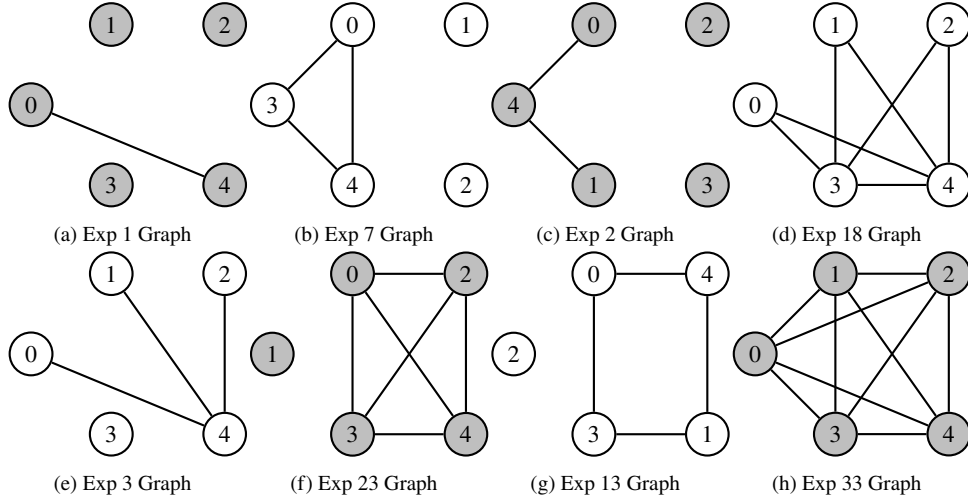 1 2 0 1 0 2 1 2
0 3 4 0
3 4 4 2 1 3 3 4
(a) Exp 1 Graph (b) Exp 7 Graph (c) Exp 2 Graph (d) Exp 18 Graph
1 2 0 2 0 4 1 2
0 1 2 0
3 4 3 4 3 1 3 4
(e) Exp 3 Graph (f) Exp 23 Graph (g) Exp 13 Graph (h) Exp 33 Graph